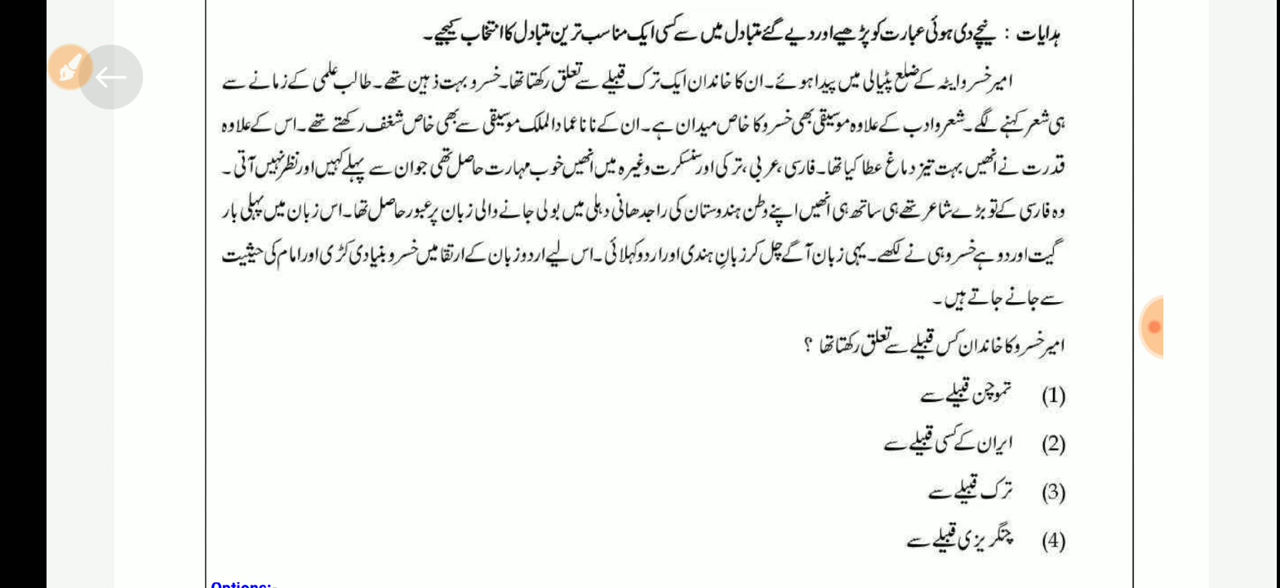 ہدایات : نیچے دی ہوئی عبارت کو پڑھیے اور دیے گئے متبادل میں سے کسی ایک مناسب ترین متبادل کا انتخاب کیجیے۔
امیر خسرو ایٹہ کے ضلع پٹیالی میں پیدا ہوئے۔ ان کا خاندان ایک ترک قبیلے سے تعلق رکھتا تھا۔ خسرو بہت ذہین تھے۔ طالب علمی کے زمانے سے
ہی شعر کہنے لگے۔ شعر و ادب کے علاوہ موسیقی بھی خسرو کا خاص میدان ہے۔ ان کے نانا عماد الملک موسیقی سے بھی خاص شغف رکھتے تھے۔ اس کے علاوہ
قدرت نے انھیں بہت تیز دماغ عطا کیا تھا۔ فارسی، عربی، ترکی اور سنسکرت وغیرہ میں انھیں خوب مہارت حاصل تھی جو ان سے پہلے کہیں اور نظر نہیں آتی۔
وہ فارسی کے تو بڑے شاعر تھے ہی ساتھ ہی انھیں اپنے وطن ہندوستان کی راجدھانی دہلی میں بولی جانے والی زبان پر عبور حاصل تھا۔ اس زبان میں پہلی بار
گیت اور دوہے خسرو ہی نے لکھے۔ یہی زبان آگے چل کر زبانِ ہندی اور اردو کہلائی۔ اس لیے اردو زبان کے ارتقا میں خسرو بنیادی کڑی اور امام کی حیثیت
سے جانے جاتے ہیں۔
امیر خسرو کا خاندان کس قبیلے سے تعلق رکھتا تھا ؟
(1) تموچن قبیلے سے
(2) ایران کے کسی قبیلے سے
(3) ترک قبیلے سے
(4) چنگریزی قبیلے سے
Options:-